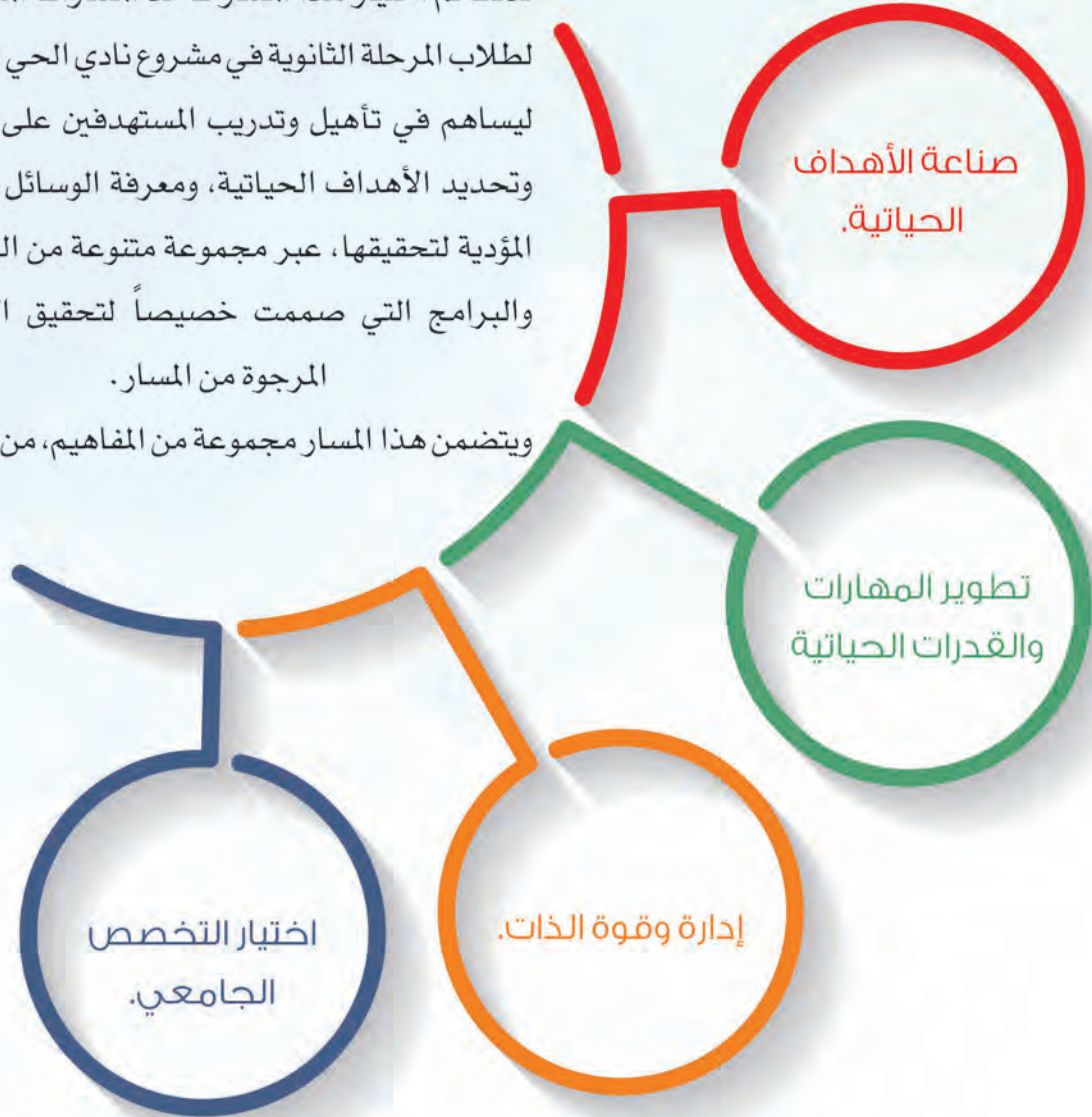 لطلاب المرحلة الثانوية في مشروع نادي الحي
ليساهم في تأهيل وتدريب المستهدفين على
وتحديد الأهداف الحياتية، ومعرفة الوسائل
المؤدية لتحقيقها، عبر مجموعة متنوعة من
والبرامج التي صممت خصيصاً لتحقيق
المرجوة من المسار.
ويتضمن هذا المسار مجموعة من المفاهيم، من
صناعة الأهداف
الحياتية.
تطوير المهارات
والقدرات الحياتية
إدارة وقوة الذات.
اختيار التخصص
الجامعي.